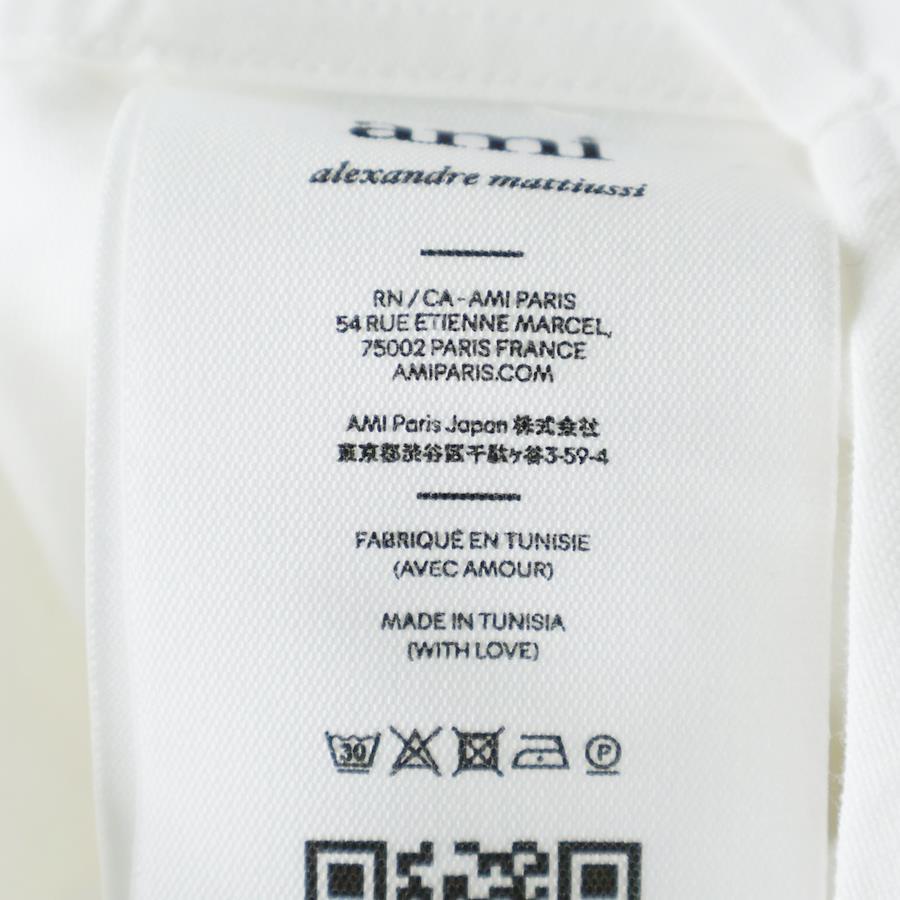 ami
alexandre mattiussi
RN / CA - AMI PARIS
54 RUE ETIENNE MARCEL,
75002 PARIS FRANCE
AMIPARIS.COM
AMI Paris Japan 株式会社
東京都渋谷区千駄ヶ谷3-59-4
FABRIQUÉ EN TUNISIE
(AVEC AMOUR)
MADE IN TUNISIA
(WITH LOVE)
30
P